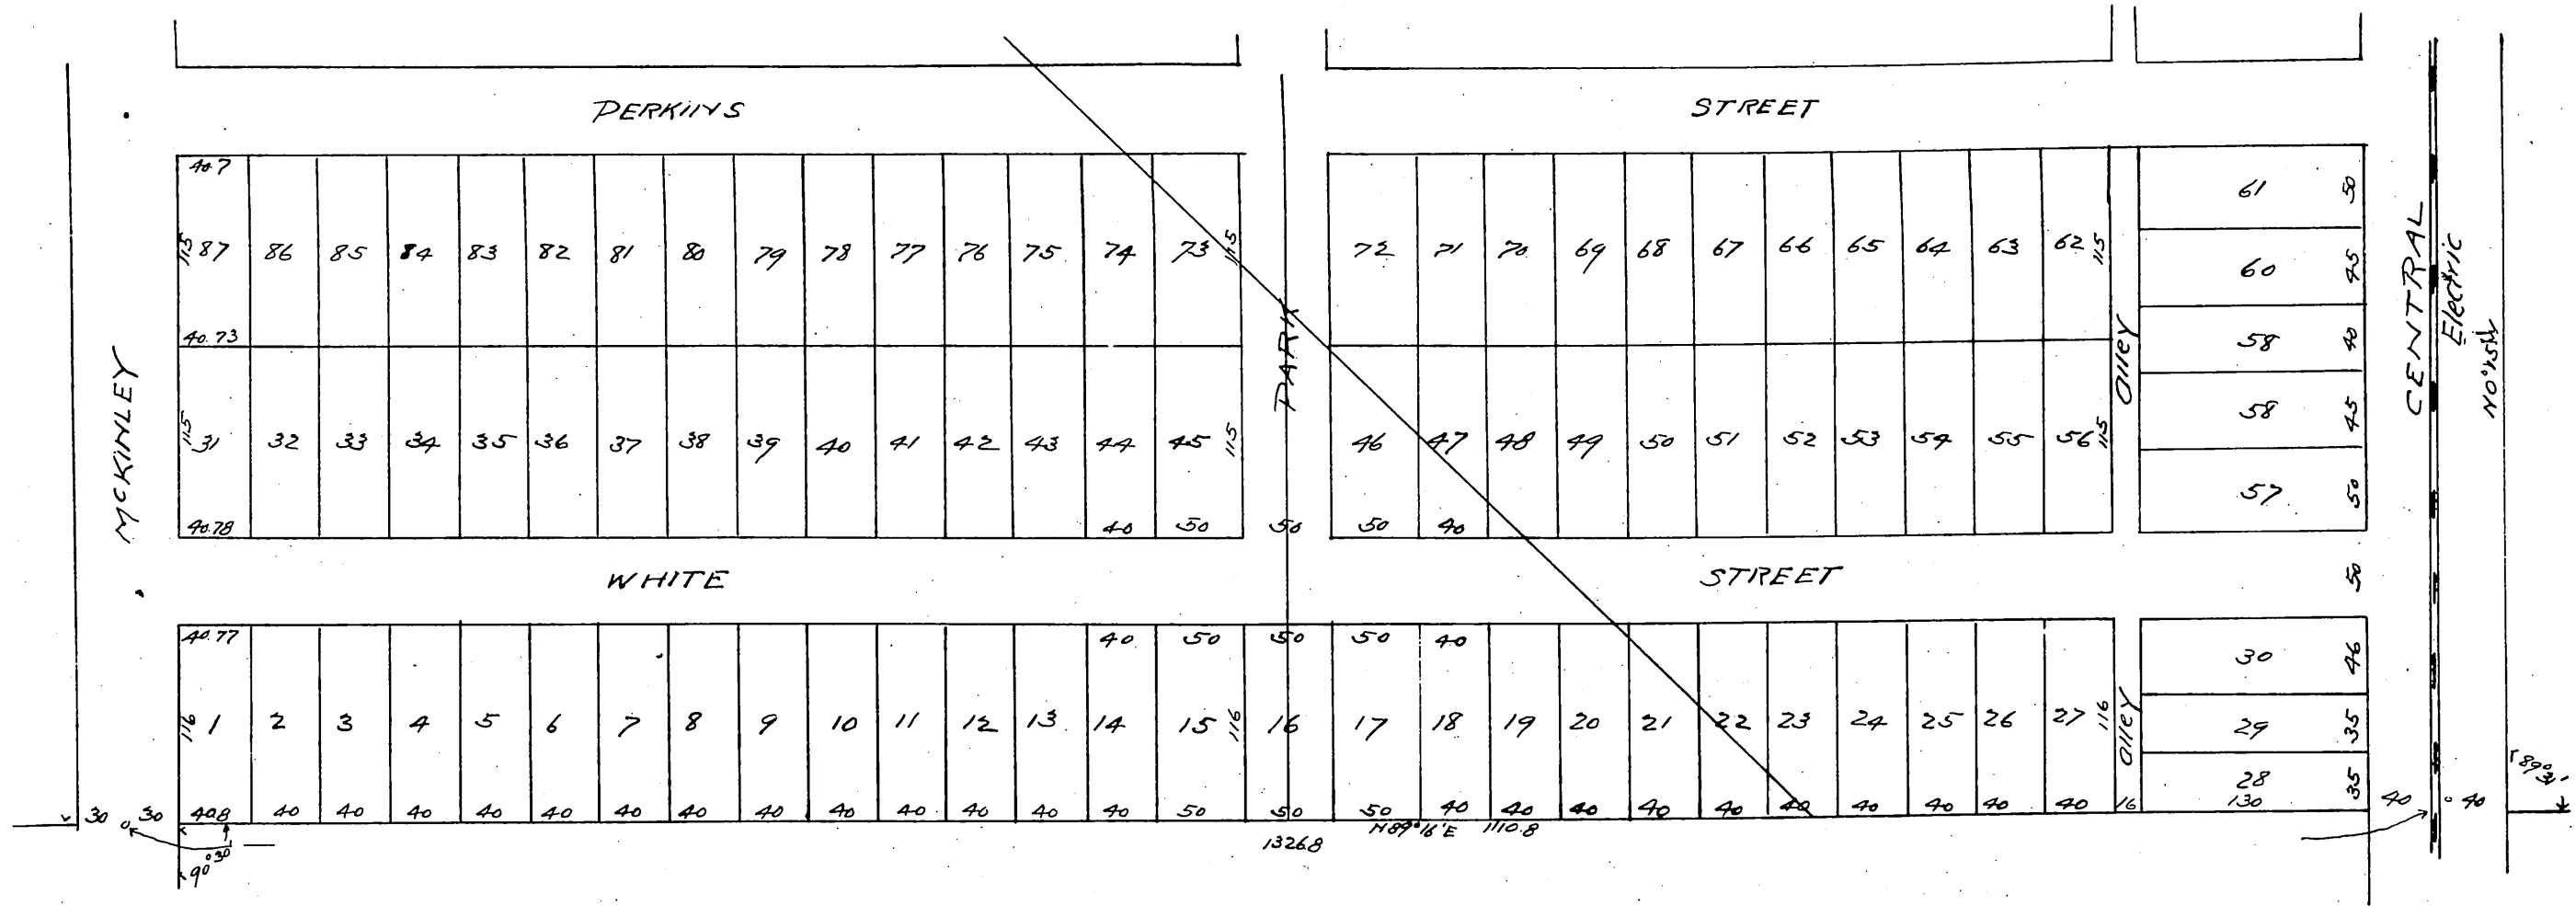 PERKINS STREET
40.7
61 50
115 87 86 85 84 83 82 81 80 79 78 77 76 75 74 73 115 72 71 70 69 68 67 66 65 64 63 62 115
60 45
40.73
58 40
58 45
115 31 32 33 34 35 36 37 38 39 40 41 42 43 44 45 115 46 47 48 49 50 51 52 53 54 55 56 115
57 50
40.78 40 50 50 50 40
MCKINLEY
PARK
alley
CENTRAL
Electric
WHITE STREET
50
40.77 40 50 50 50 40
30 46
116 1 2 3 4 5 6 7 8 9 10 11 12 13 14 15 116 16 17 18 19 20 21 22 23 24 25 26 27 116
alley
29 35
28 35
30 30 40.8 40 40 40 40 40 40 40 40 40 40 40 40 40 50 50 50 40 40 40 40 40 40 40 40 40 40 16 130 40 40
N89°16'E 1110.8
1326.8
90°30'